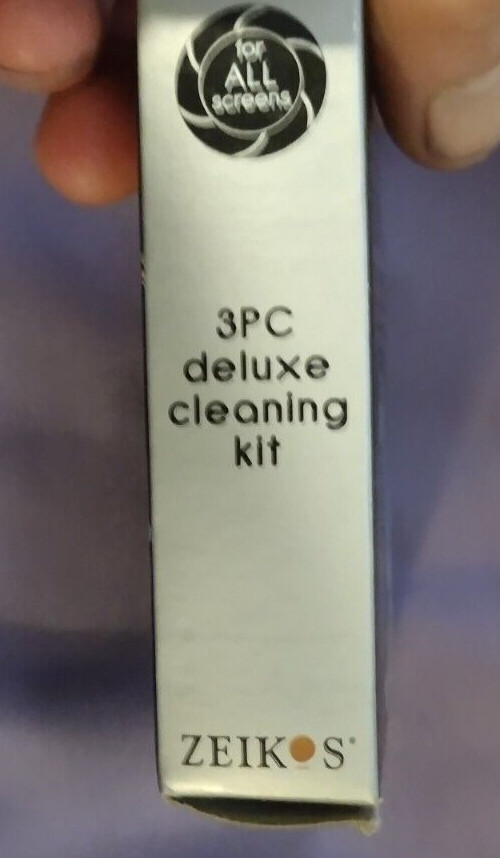 for
ALL
screens
3PC
deluxe
cleaning
kit
ZEIKOS